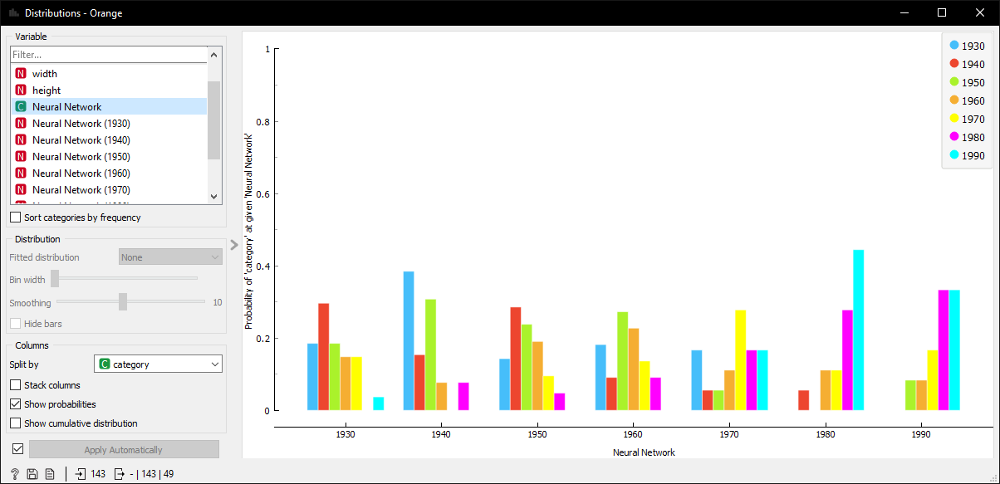 Distributions - Orange
Variable
Filter...
N width
N height
C Neural Network
N Neural Network (1930)
N Neural Network (1940)
N Neural Network (1950)
N Neural Network (1960)
N Neural Network (1970)
Sort categories by frequency
Distribution
Fitted distribution None
Bin width
Smoothing 10
Hide bars
Columns
Split by C category
Stack columns
Show probabilities
Show cumulative distribution
Apply Automatically
? 143 - | 143 | 49
Probability of 'category' at given 'Neural Network'
1
0.8
0.6
0.4
0.2
0
1930 1940 1950 1960 1970 1980 1990
Neural Network
1930
1940
1950
1960
1970
1980
1990